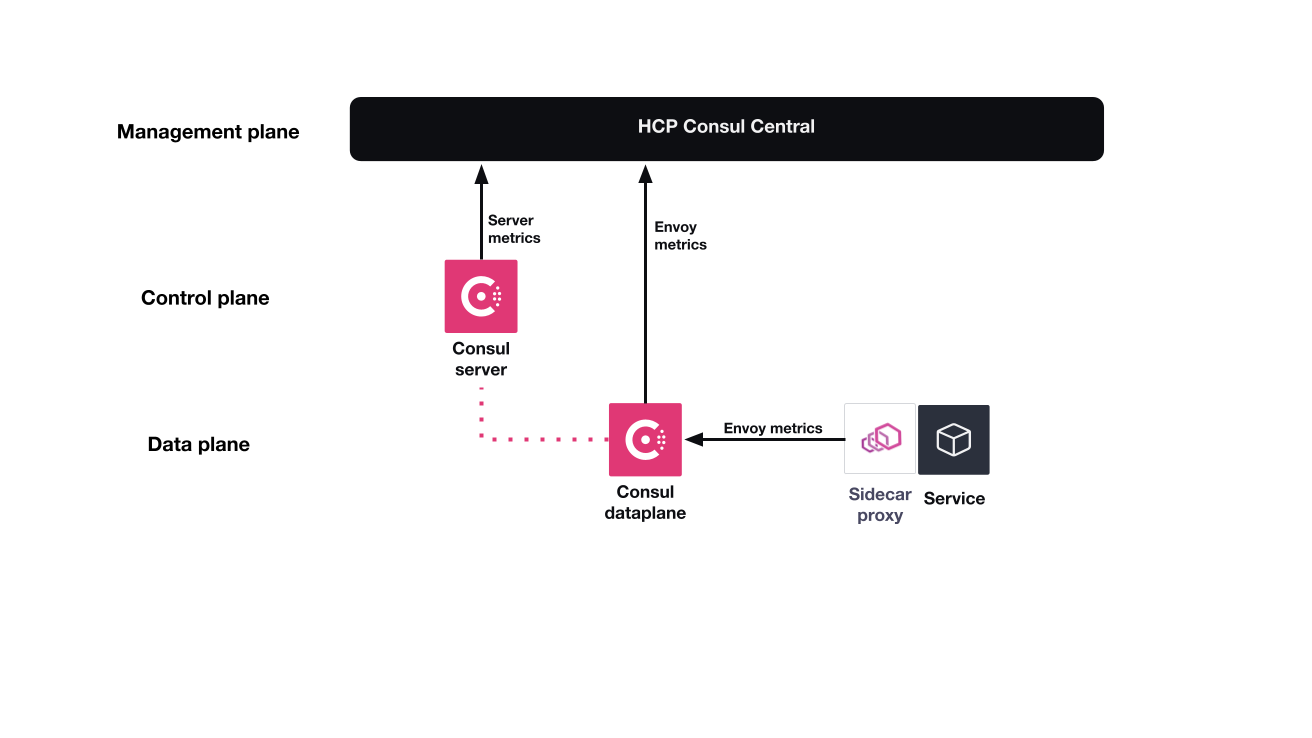 Management plane
HCP Consul Central
Server
metrics
Envoy
metrics
Control plane
Consul
server
Data plane
Envoy metrics
Consul
dataplane
Sidecar
proxy
Service